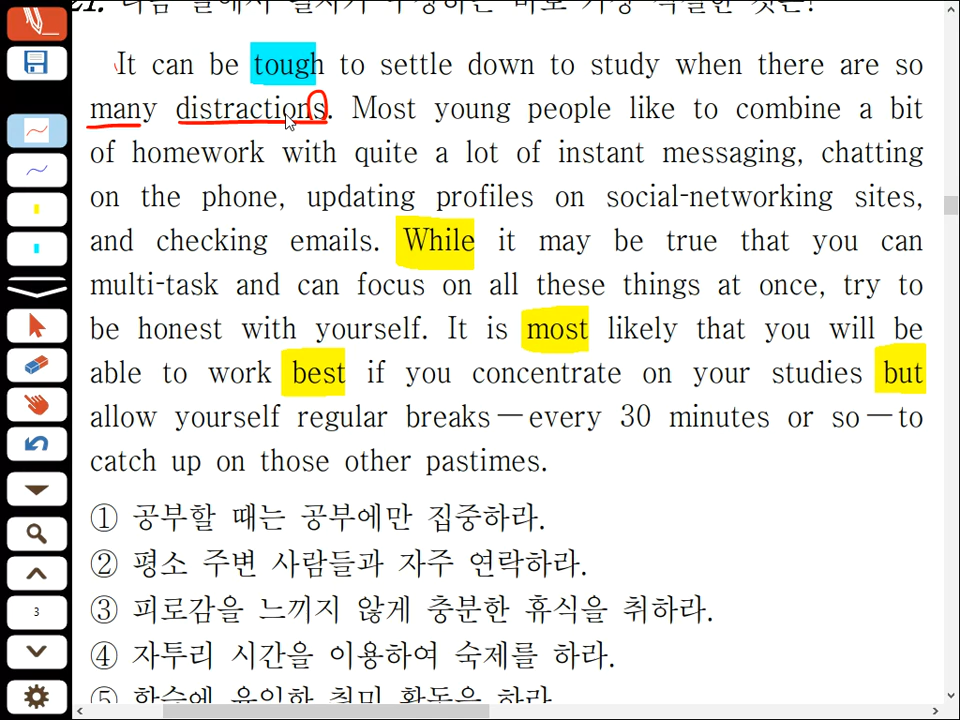 It can be tough to settle down to study when there are so
many distractions. Most young people like to combine a bit
of homework with quite a lot of instant messaging, chatting
on the phone, updating profiles on social-networking sites,
and checking emails. While it may be true that you can
multi-task and can focus on all these things at once, try to
be honest with yourself. It is most likely that you will be
able to work best if you concentrate on your studies but
allow yourself regular breaks—every 30 minutes or so—to
catch up on those other pastimes.
① 공부할 때는 공부에만 집중하라.
② 평소 주변 사람들과 자주 연락하라.
③ 피로감을 느끼지 않게 충분한 휴식을 취하라.
3
④ 자투리 시간을 이용하여 숙제를 하라.